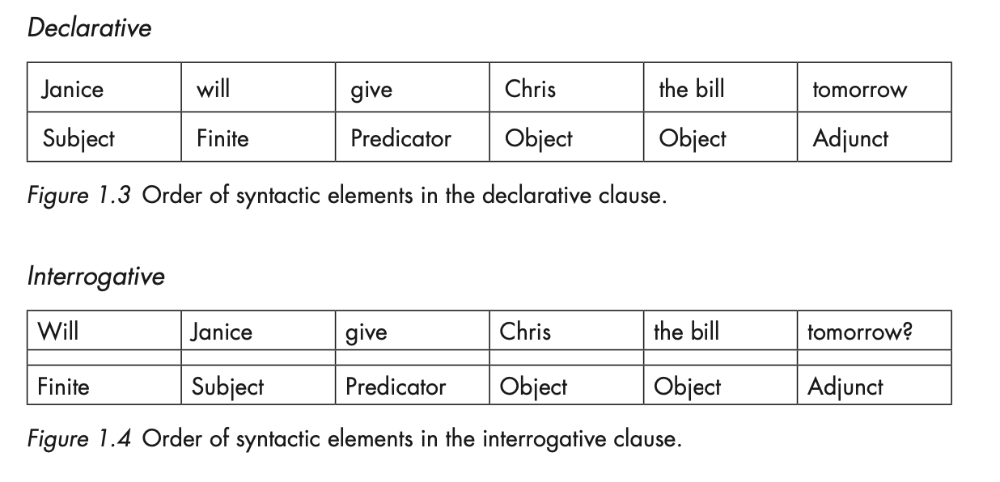 Declarative
Janice will give Chris the bill tomorrow
Subject Finite Predicator Object Object Adjunct
Figure 1.3 Order of syntactic elements in the declarative clause.
Interrogative
Will Janice give Chris the bill tomorrow?
Finite Subject Predicator Object Object Adjunct
Figure 1.4 Order of syntactic elements in the interrogative clause.